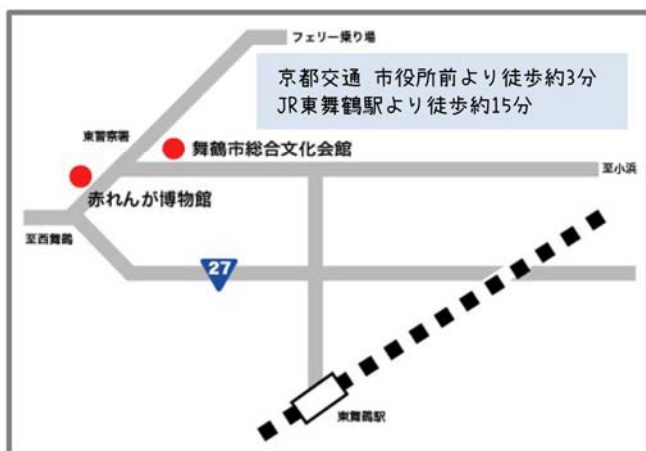 フェリー乗り場
京都交通 市役所前より徒歩約3分
JR東舞鶴駅より徒歩約15分
東警察署
舞鶴市総合文化会館
至小浜
赤れんが博物館
至西舞鶴
27
東舞鶴駅